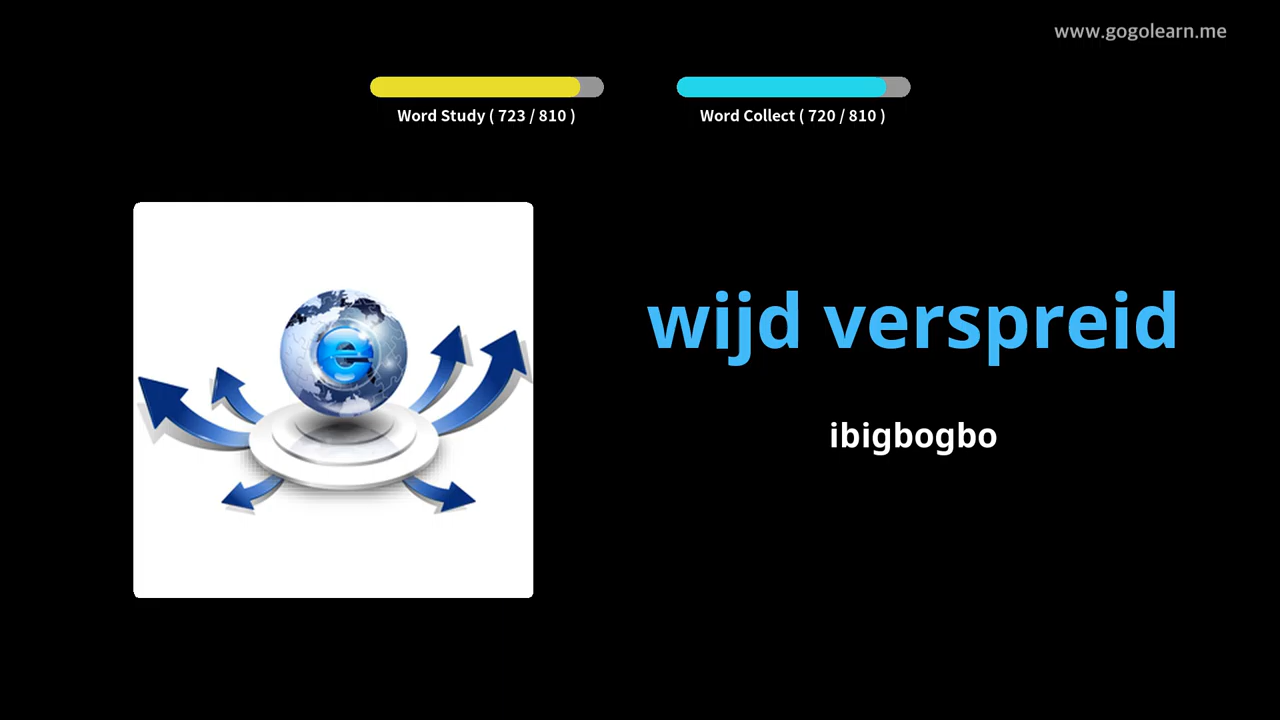 www.gogolearn.me
Word Study ( 723 / 810 )
Word Collect ( 720 / 810 )
e
wijd verspreid
ibigbogbo